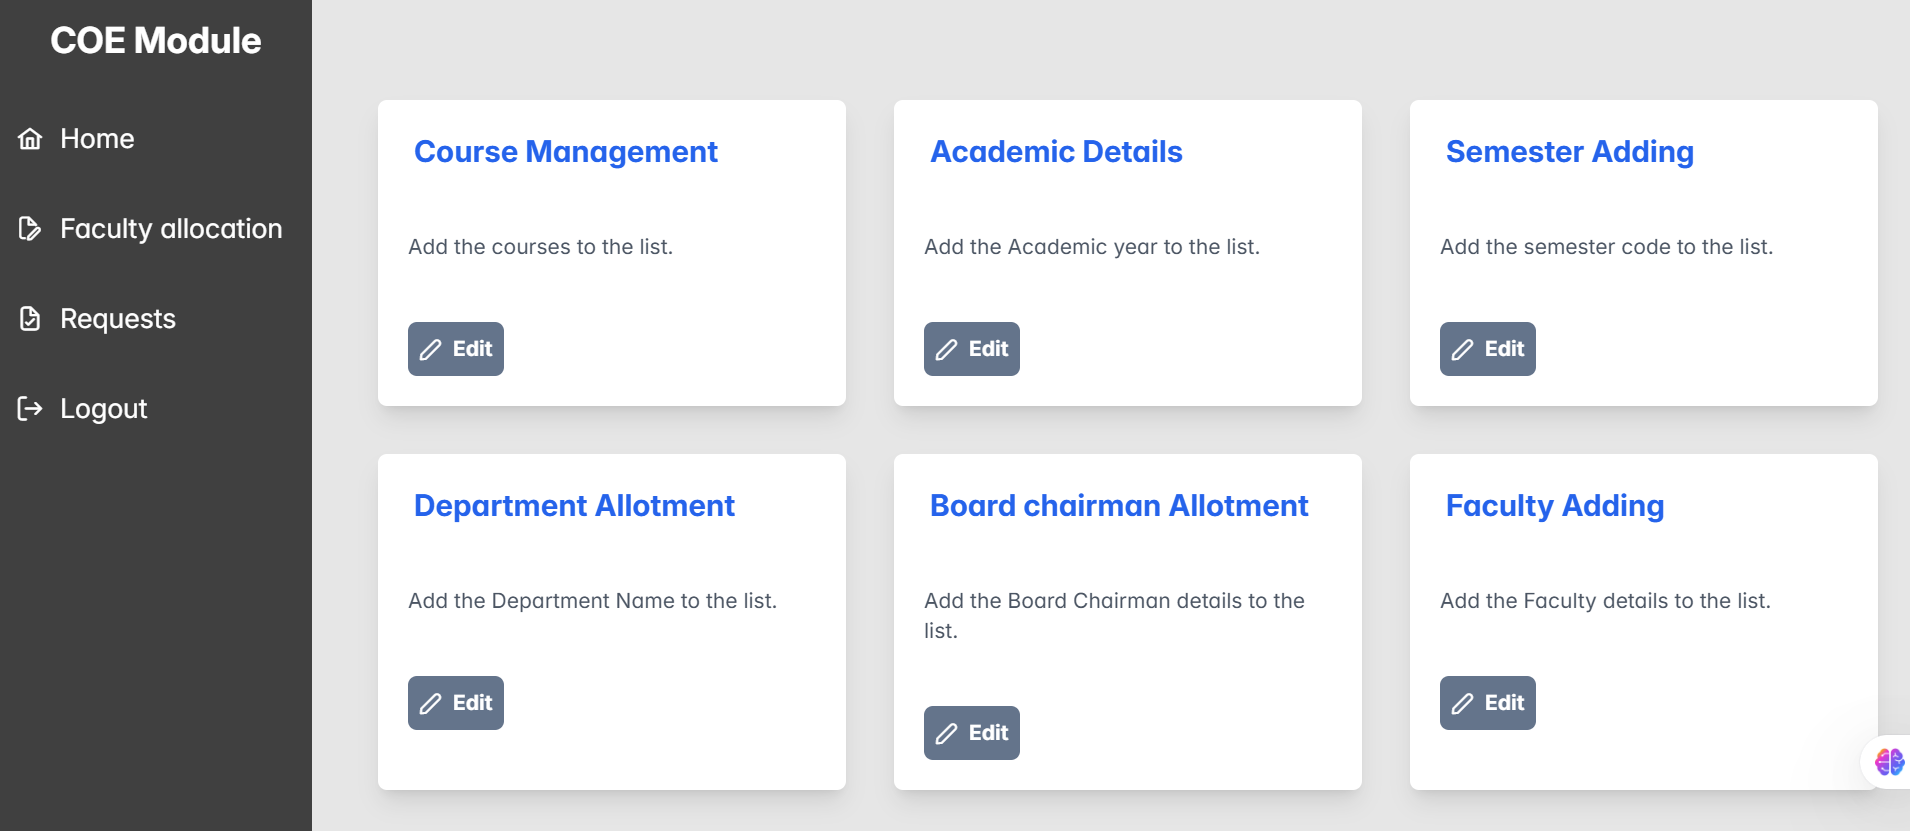 COE Module
Home
Faculty allocation
Requests
Logout
Course Management
Add the courses to the list.
Edit
Academic Details
Add the Academic year to the list.
Edit
Semester Adding
Add the semester code to the list.
Edit
Department Allotment
Add the Department Name to the list.
Edit
Board chairman Allotment
Add the Board Chairman details to the
list.
Edit
Faculty Adding
Add the Faculty details to the list.
Edit